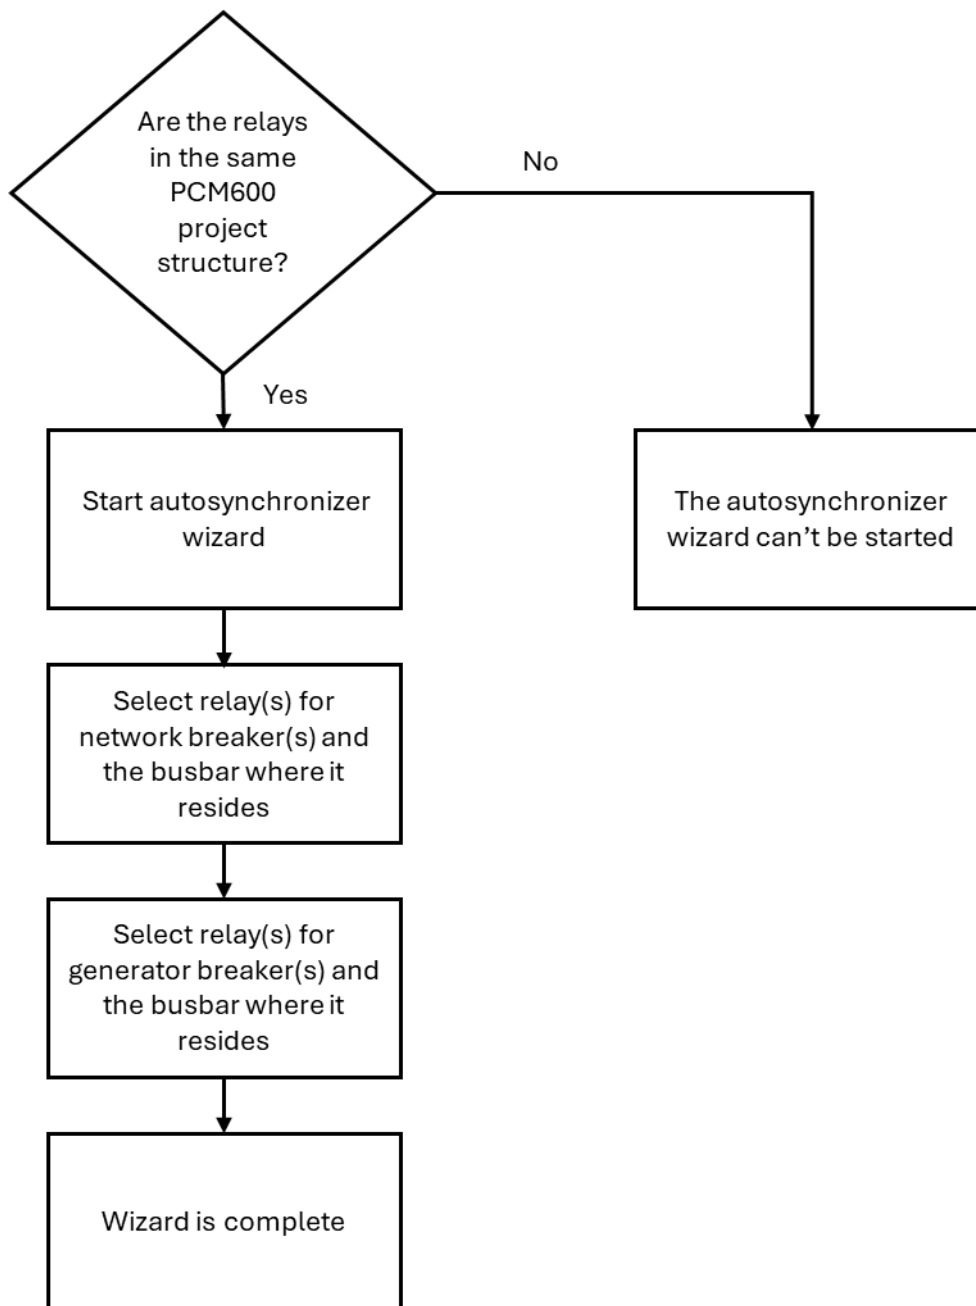 Are the relays
in the same
PCM600
project
structure?
No
Yes
Start autosynchronizer
wizard
The autosynchronizer
wizard can’t be started
Select relay(s) for
network breaker(s) and
the busbar where it
resides
Select relay(s) for
generator breaker(s) and
the busbar where it
resides
Wizard is complete